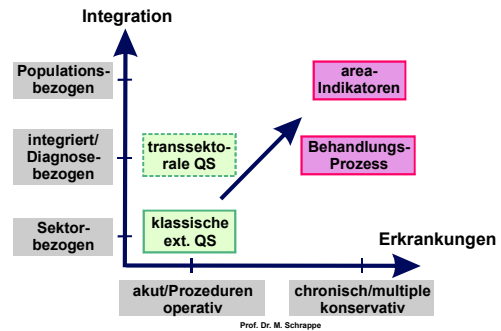 Integration
Populations-
bezogen
area-
Indikatoren
integriert/
Diagnose-
bezogen
transsekto-
rale QS
Behandlungs-
Prozess
Sektor-
bezogen
klassische
ext. QS
Erkrankungen
akut/Prozeduren
operativ
chronisch/multiple
konservativ
Prof. Dr. M. Schrappe